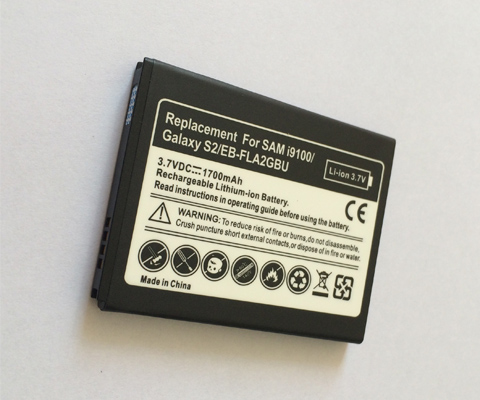 Replacement For SAM i9100/
Galaxy S2/EB-FLA2GBU
Li-ion 3.7V
3.7VDC⎓1700mAh
Rechargeable Lithium-ion Battery.
Read instructions in operating guide before using battery.
CE
WARNING: To reduce risk of fire or burns, do not disassemble,
Crush puncture short external contacts, or dispose of in fire or water.
Made in China